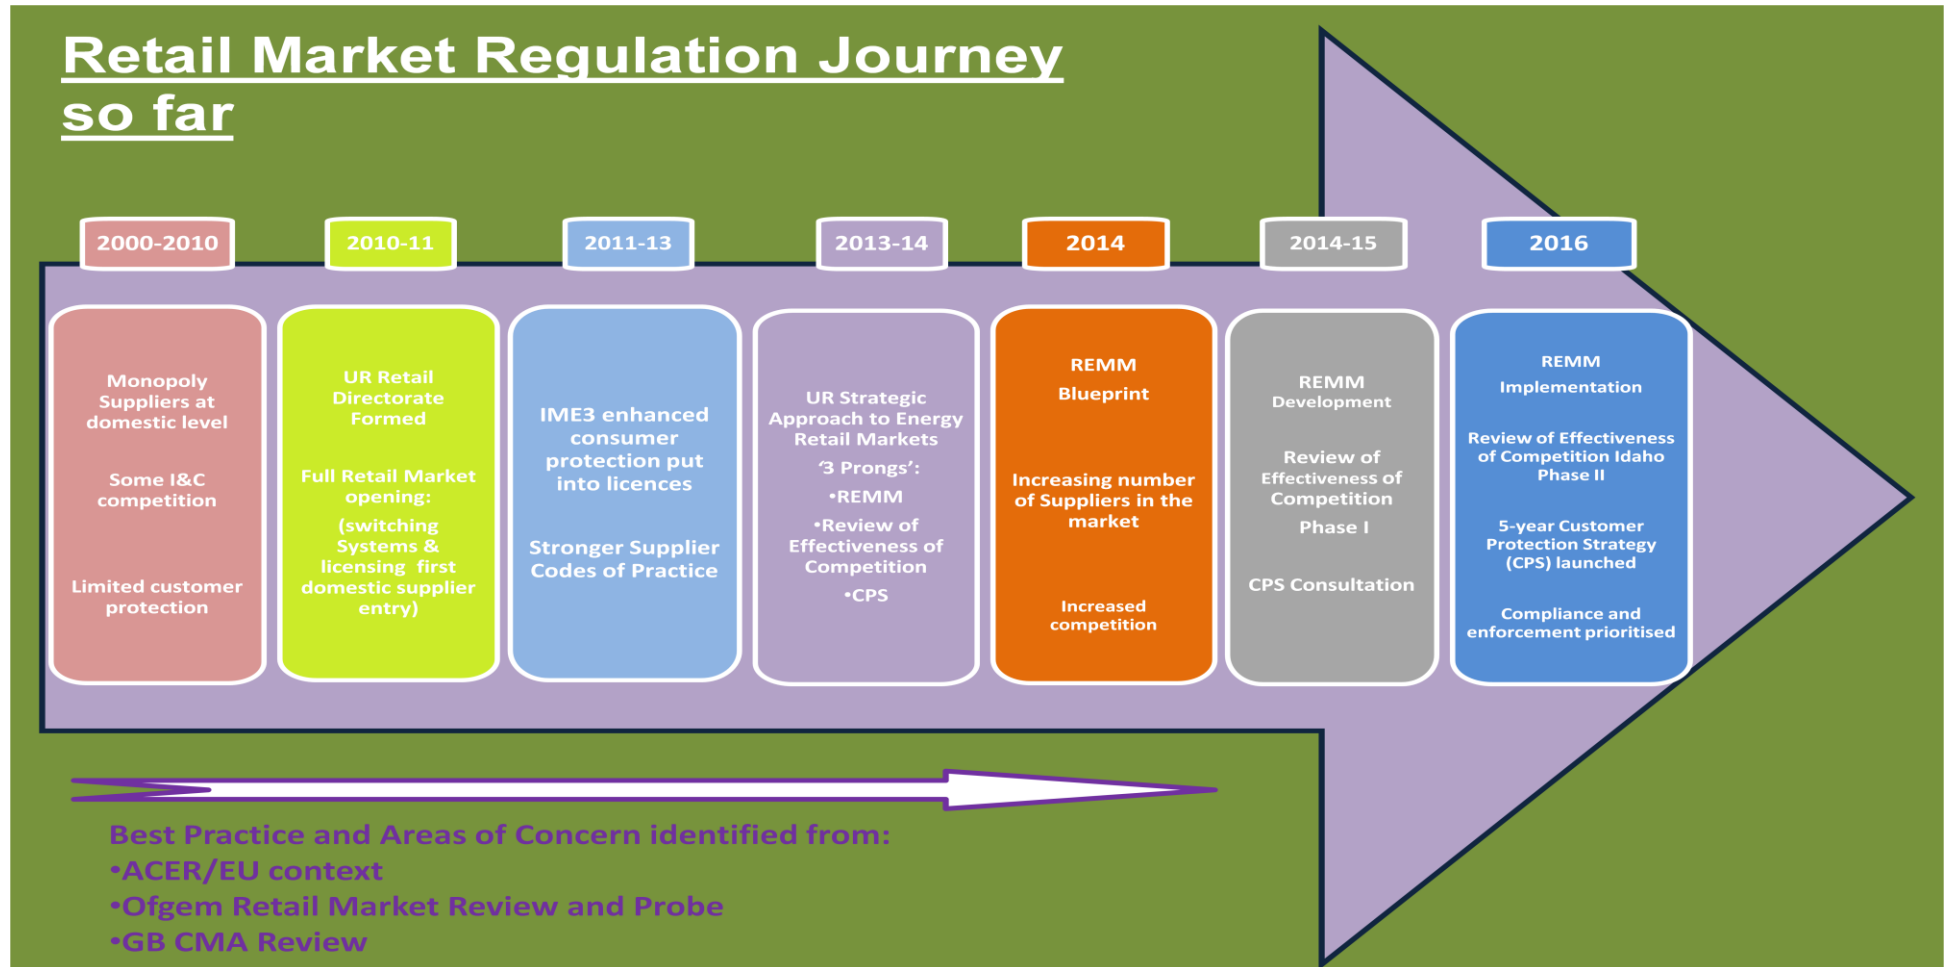 Retail Market Regulation Journey
so far
2000-2010
Monopoly
Suppliers at
domestic level
Some I&C
competition
Limited customer
protection
2010-11
UR Retail
Directorate
Formed
Full Retail Market
opening:
(switching
Systems &
licensing first
domestic supplier
entry)
2011-13
IME3 enhanced
consumer
protection put
into licences
Stronger Supplier
Codes of Practice
2013-14
UR Strategic
Approach to Energy
Retail Markets
‘3 Prongs’:
•REMM
•Review of
Effectiveness of
Competition
•CPS
2014
REMM
Blueprint
Increasing number
of Suppliers in the
market
Increased
competition
2014-15
REMM
Development
Review of
Effectiveness of
Competition
Phase I
CPS Consultation
2016
REMM
Implementation
Review of Effectiveness
of Competition Idaho
Phase II
5-year Customer
Protection Strategy
(CPS) launched
Compliance and
enforcement prioritised
Best Practice and Areas of Concern identified from:
•ACER/EU context
•Ofgem Retail Market Review and Probe
•GB CMA Review